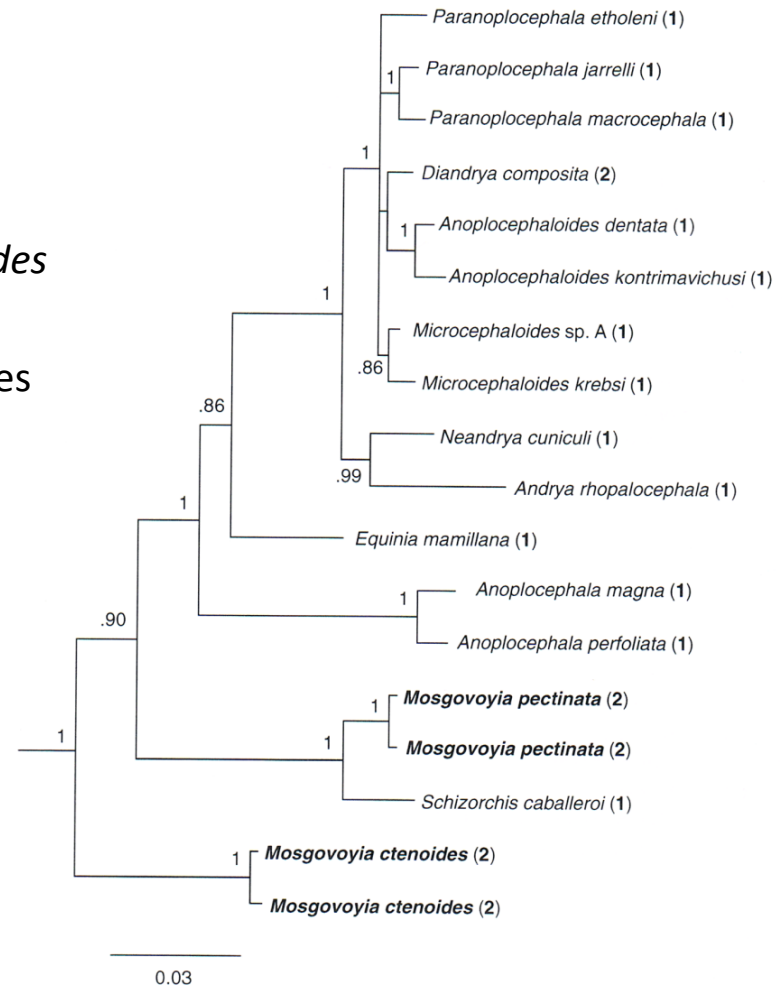 Paranoplocephala etholeni (1)
Paranoplocephala jarrelli (1)
1
Paranoplocephala macrocephala (1)
1
Diandrya composita (2)
Anoplocephaloides dentata (1)
1
des
Anoplocephaloides kontrimavichusi (1)
1
Microcephaloides sp. A (1)
.86
es
Microcephaloides krebsi (1)
.86
Neandrya cuniculi (1)
.99
Andrya rhopalocephala (1)
1
Equinia mamillana (1)
Anoplocephala magna (1)
1
.90
Anoplocephala perfoliata (1)
Mosgovoyia pectinata (2)
1
1
1
Mosgovoyia pectinata (2)
Schizorchis caballeroi (1)
Mosgovoyia ctenoides (2)
1
Mosgovoyia ctenoides (2)
0.03